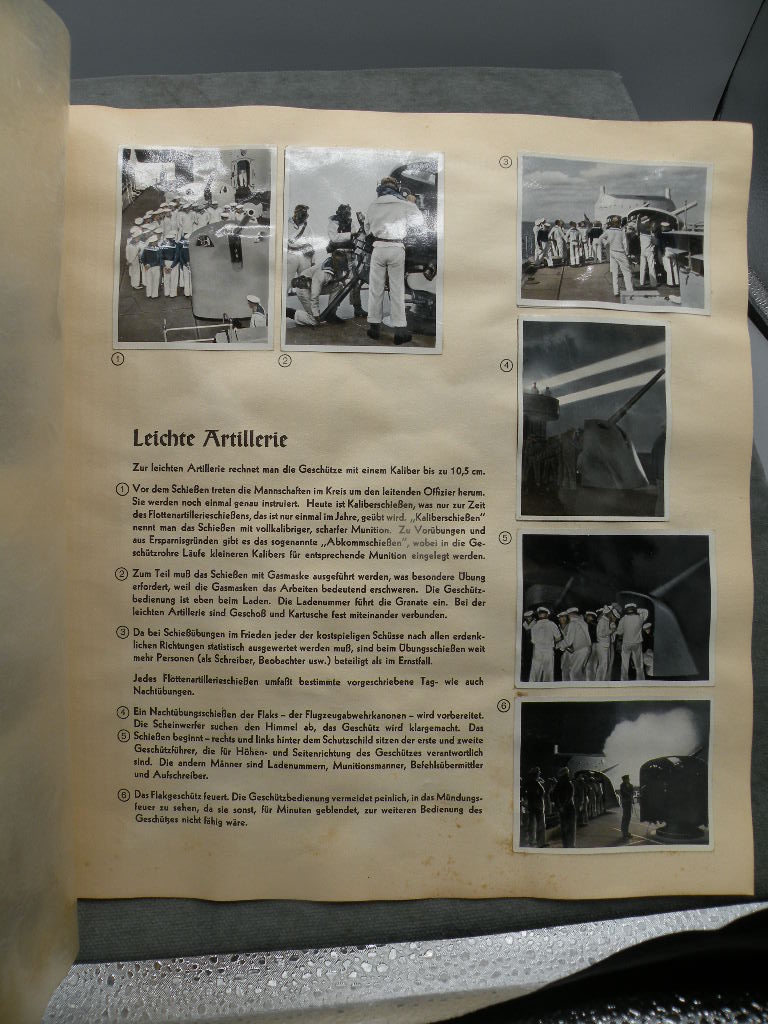 ①
②
③
④
⑤
⑥
Leichte Artillerie
Zur leichten Artillerie rechnet man die Geschütze mit einem Kaliber bis zu 10,5 cm.
① Vor dem Schießen treten die Mannschaften im Kreis um den leitenden Offizier herum.
Sie werden noch einmal genau instruiert. Heute ist Kaliberschießen, was nur zur Zeit
des Flottenartillerieschießens, das ist nur einmal im Jahre, geübt wird. „Kaliberschießen"
nennt man das Schießen mit vollkalibriger, scharfer Munition. Zu Vorübungen und
aus Ersparnisgründen gibt es das sogenannte „Abkommschießen", wobei in die Ge-
schützrohre Läufe kleineren Kalibers für entsprechende Munition eingelegt werden.
② Zum Teil muß das Schießen mit Gasmaske ausgeführt werden, was besondere Übung
erfordert, weil die Gasmasken das Arbeiten bedeutend erschweren. Die Geschütz-
bedienung ist eben beim Laden. Die Ladenummer führt die Granate ein. Bei der
leichten Artillerie sind Geschoß und Kartusche fest miteinander verbunden.
③ Da bei Schießübungen im Frieden jeder der kostspieligen Schüsse nach allen erdenk-
lichen Richtungen statistisch ausgewertet werden muß, sind beim Übungsschießen weit
mehr Personen (als Schreiber, Beobachter usw.) beteiligt als im Ernstfall.
Jedes Flottenartillerieschießen umfaßt bestimmte vorgeschriebene Tag- wie auch
Nachtübungen.
④ Ein Nachtübungsschießen der Flaks – der Flugzeugabwehrkanonen – wird vorbereitet.
Die Scheinwerfer suchen den Himmel ab, das Geschütz wird klargemacht. Das
⑤ Schießen beginnt – rechts und links hinter dem Schutzschild sitzen der erste und zweite
Geschützführer, die für Höhen- und Seitenrichtung des Geschützes verantwortlich
sind. Die andern Männer sind Ladenummern, Munitionsmanner, Befehlsübermittler
und Aufschreiber.
⑥ Das Flakgeschütz feuert. Die Geschützbedienung vermeidet peinlich, in das Mündungs-
feuer zu sehen, da sie sonst, für Minuten geblendet, zur weiteren Bedienung des
Geschützes nicht fähig wäre.